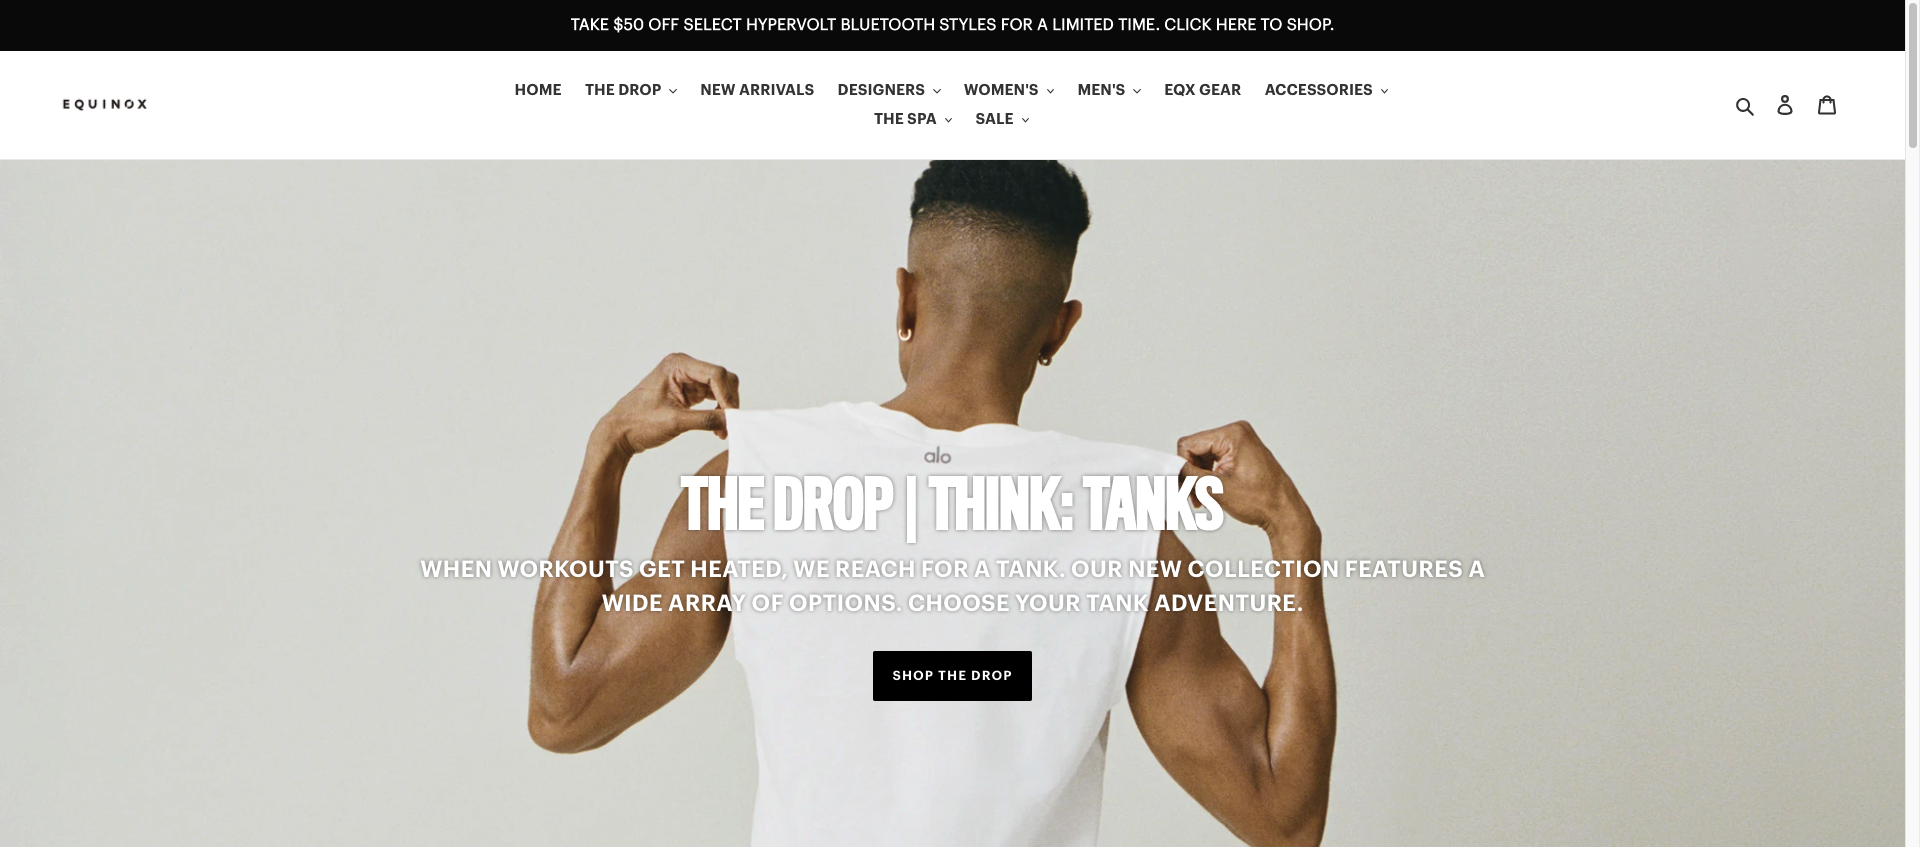 TAKE $50 OFF SELECT HYPERVOLT BLUETOOTH STYLES FOR A LIMITED TIME. CLICK HERE TO SHOP.
EQUINOX
HOME THE DROP NEW ARRIVALS DESIGNERS WOMEN'S MEN'S EQX GEAR ACCESSORIES
THE SPA SALE
alo
THE DROP | THINK: TANKS
WHEN WORKOUTS GET HEATED, WE REACH FOR A TANK. OUR NEW COLLECTION FEATURES A
WIDE ARRAY OF OPTIONS. CHOOSE YOUR TANK ADVENTURE.
SHOP THE DROP